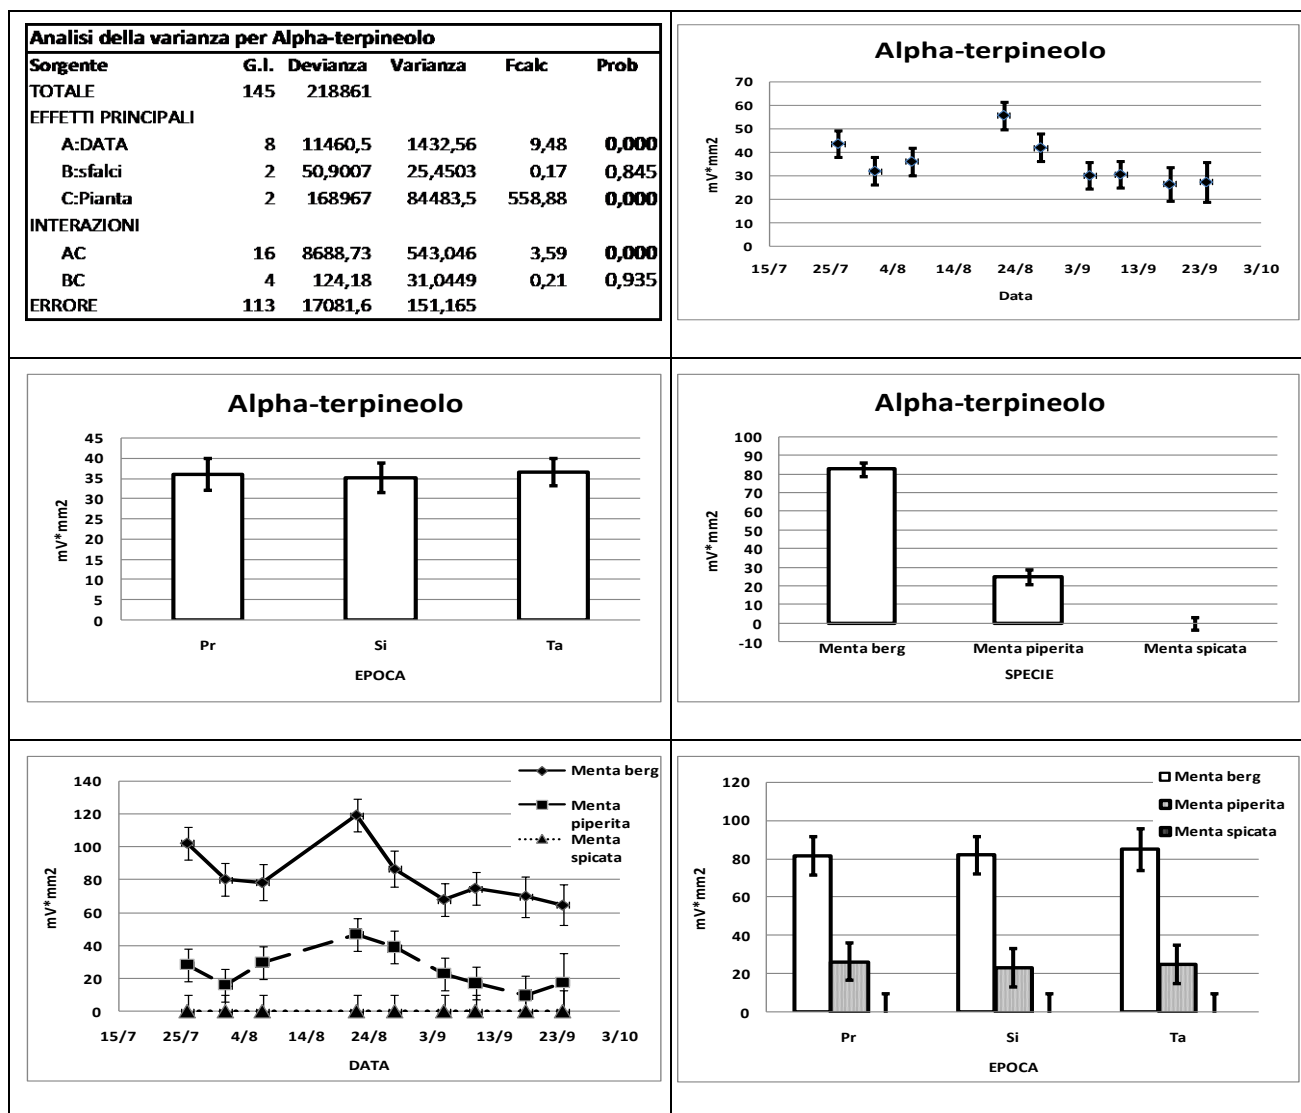 Analisi della varianza per Alpha-terpineolo
Sorgente G.l. Devianza Varianza Fcalc Prob
TOTALE 145 218861
EFFETTI PRINCIPALI
A:DATA 8 11460,5 1432,56 9,48 0,000
B:sfalci 2 50,9007 25,4503 0,17 0,845
C:Pianta 2 168967 84483,5 558,88 0,000
INTERAZIONI
AC 16 8688,73 543,046 3,59 0,000
BC 4 124,18 31,0449 0,21 0,935
ERRORE 113 17081,6 151,165
Alpha-terpineolo
70
60
50
40
30
20
10
0
mV*mm2
15/7 25/7 4/8 14/8 24/8 3/9 13/9 23/9 3/10
Data
Alpha-terpineolo
45
40
35
30
25
20
15
10
5
0
mV*mm2
Pr Si Ta
EPOCA
Alpha-terpineolo
100
90
80
70
60
50
40
30
20
10
0
-10
mV*mm2
Menta berg Menta piperita Menta spicata
SPECIE
Menta berg
Menta
piperita
Menta
spicata
140
120
100
80
60
40
20
0
mV*mm2
15/7 25/7 4/8 14/8 24/8 3/9 13/9 23/9 3/10
DATA
Menta berg
Menta piperita
Menta spicata
120
100
80
60
40
20
0
mV*mm2
Pr Si Ta
EPOCA